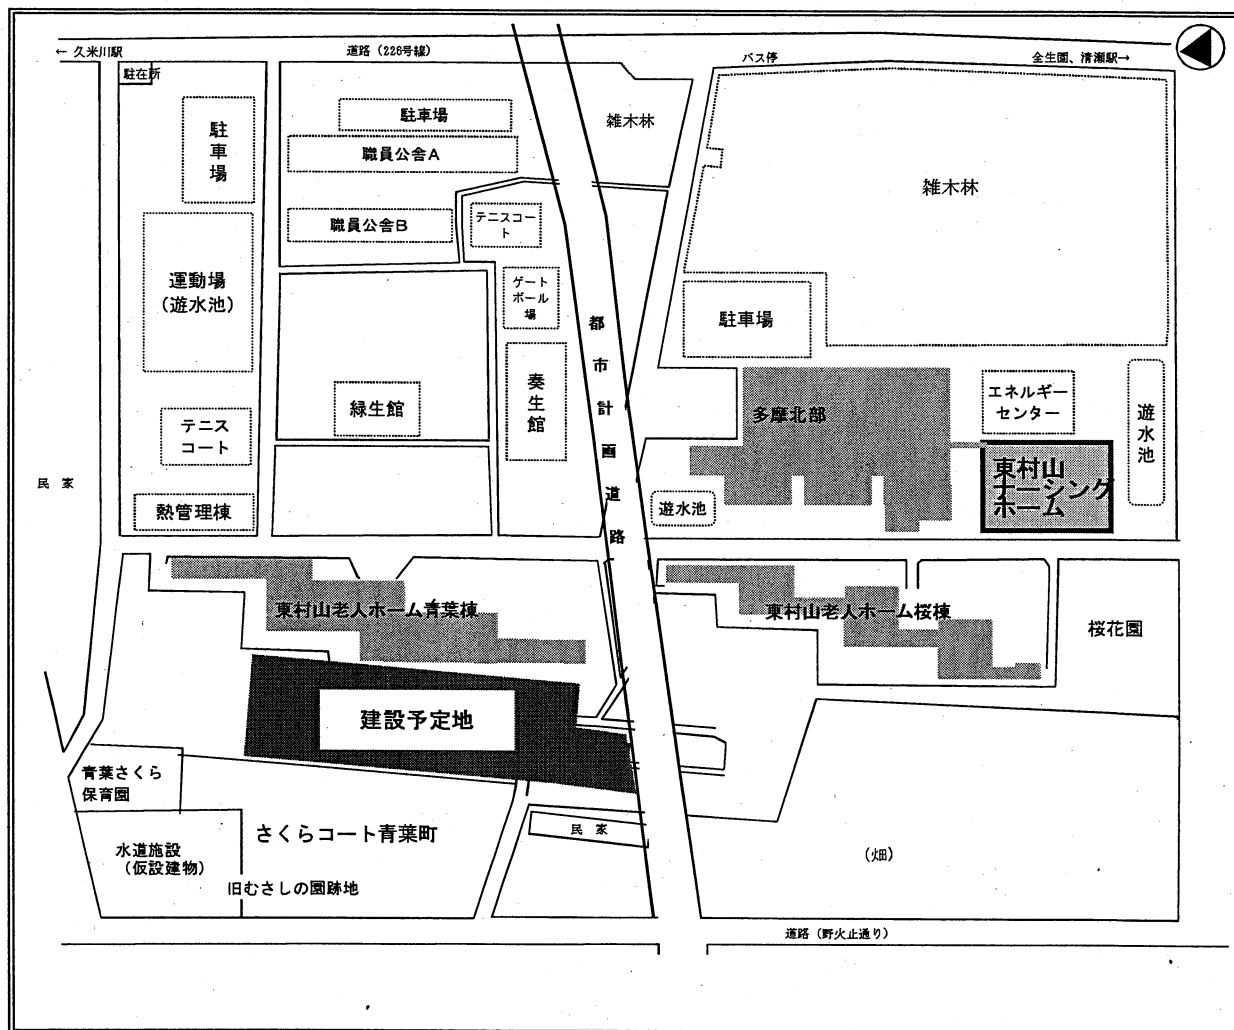 ← 久米川駅
道路（226号線）
バス停
全生園、清瀬駅→
駐在所
駐車場
駐車場
職員公舎A
雑木林
雑木林
職員公舎B
テニスコー
ト
運動場
（遊水池）
ゲート
ボール
場
駐車場
都市計画道路
奏生館
緑生館
テニス
コート
多摩北部
エネルギー
センター
遊水池
東村山
ナーシング
ホーム
民 家
熱管理棟
遊水池
東村山老人ホーム青葉棟
東村山老人ホーム桜棟
桜花園
建設予定地
青葉さくら
保育園
さくらコート青葉町
民 家
水道施設
（仮設建物）
旧むさしの園跡地
（畑）
道路（野火止通り）